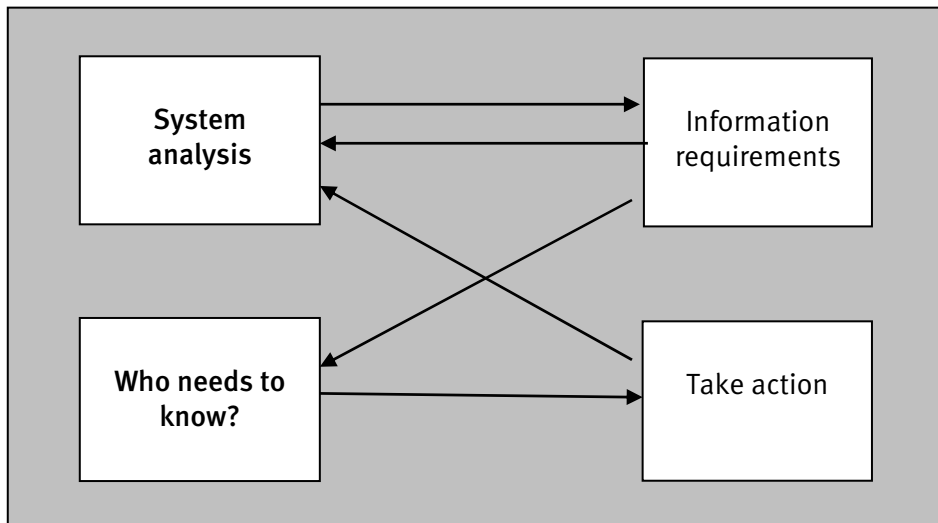 System
analysis
Information
requirements
Who needs to
know?
Take action